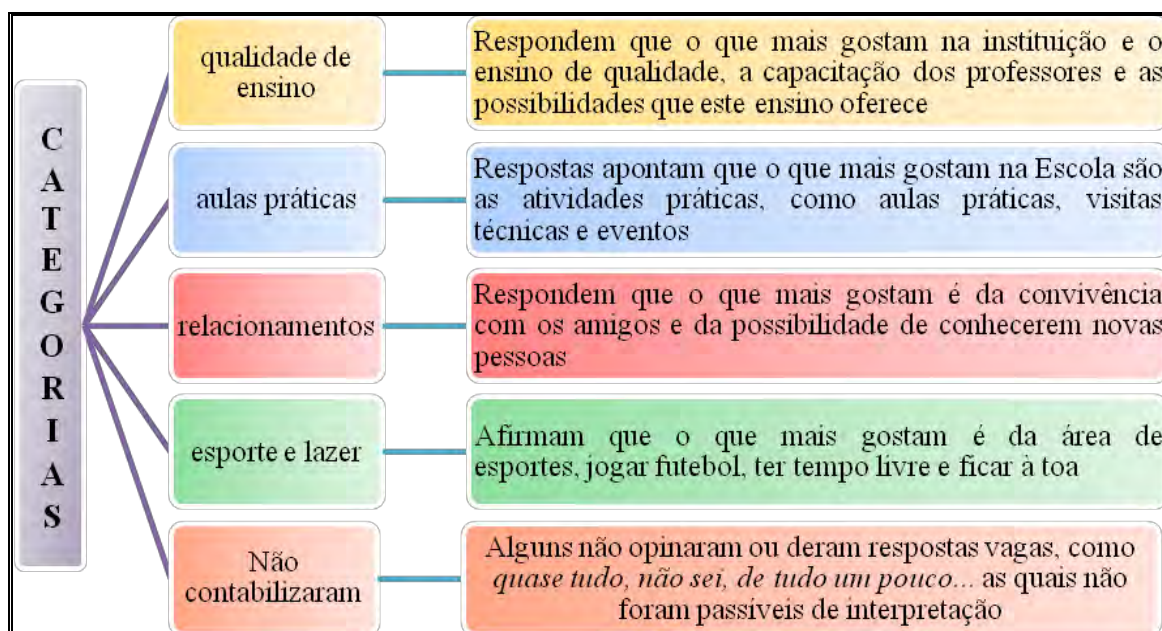 CATEGORIAS
qualidade de
ensino
Respondem que o que mais gostam na instituição e o
ensino de qualidade, a capacitação dos professores e as
possibilidades que este ensino oferece
aulas práticas
Respostas apontam que o que mais gostam na Escola são
as atividades práticas, como aulas práticas, visitas
técnicas e eventos
relacionamentos
Respondem que o que mais gostam é da convivência
com os amigos e da possibilidade de conhecerem novas
pessoas
esporte e lazer
Afirmam que o que mais gostam é da área de
esportes, jogar futebol, ter tempo livre e ficar à toa
Não
contabilizaram
Alguns não opinaram ou deram respostas vagas, como
quase tudo, não sei, de tudo um pouco... as quais não
foram passíveis de interpretação